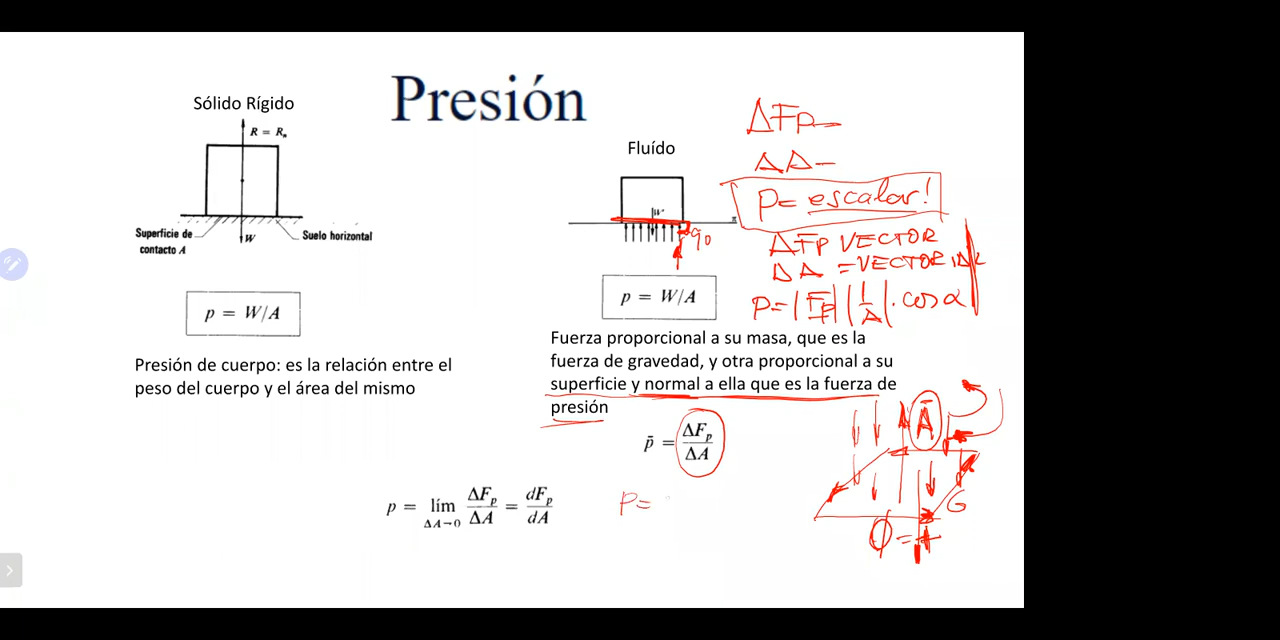 Presión
Sólido Rígido
R = Rn
W
Superficie de
contacto A
Suelo horizontal
p = W/A
Presión de cuerpo: es la relación entre el
peso del cuerpo y el área del mismo
Fluído
W
90
p = W/A
Fuerza proporcional a su masa, que es la
fuerza de gravedad, y otra proporcional a su
superficie y normal a ella que es la fuerza de
presión
p̄ = ΔFp/ΔA
p = lím ΔA→0 ΔFp/ΔA = dFp/dA
P=
ΔFp=
ΔA=
P= escalar!
ΔFp VECTOR
ΔA = VECTOR
P= |Fp| |1/A| . cos α
Ā
G